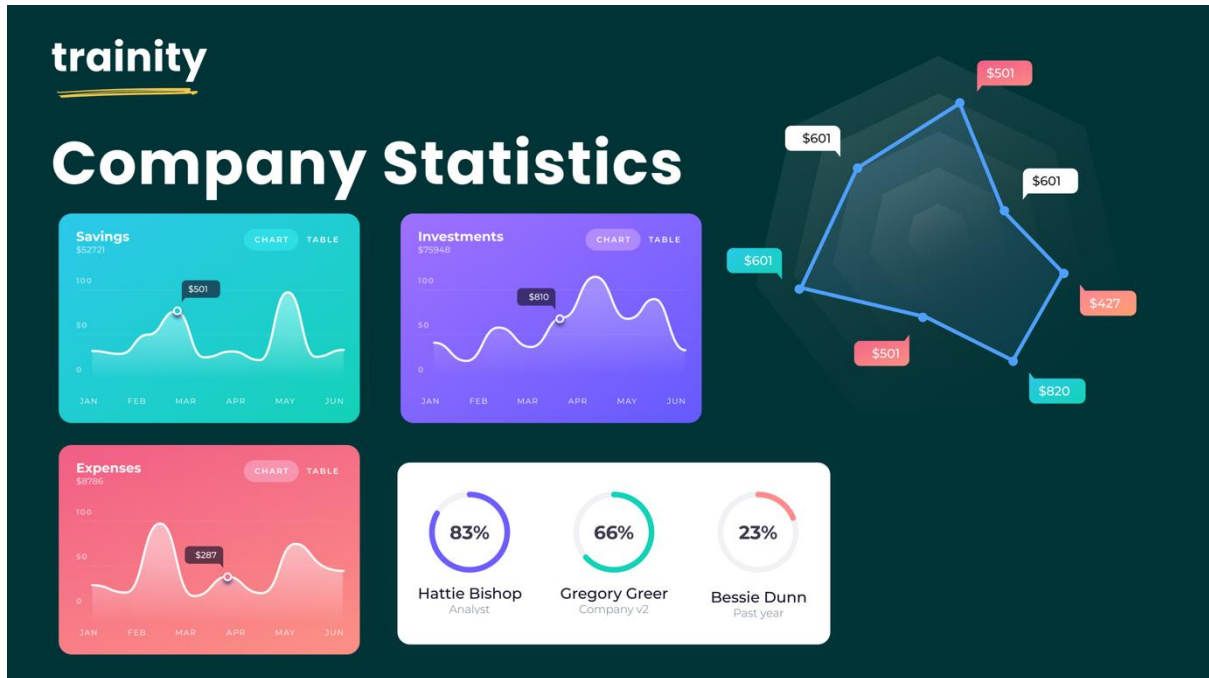 trainity
Company Statistics
Savings
$52721
CHART TABLE
100
$501
50
0
JAN FEB MAR APR MAY JUN
Investments
$75948
CHART TABLE
100
$810
50
0
JAN FEB MAR APR MAY JUN
Expenses
$8786
CHART TABLE
100
50
$287
0
JAN FEB MAR APR MAY JUN
83%
Hattie Bishop
Analyst
66%
Gregory Greer
Company v2
23%
Bessie Dunn
Past year
$501
$601
$601
$601
$427
$501
$820